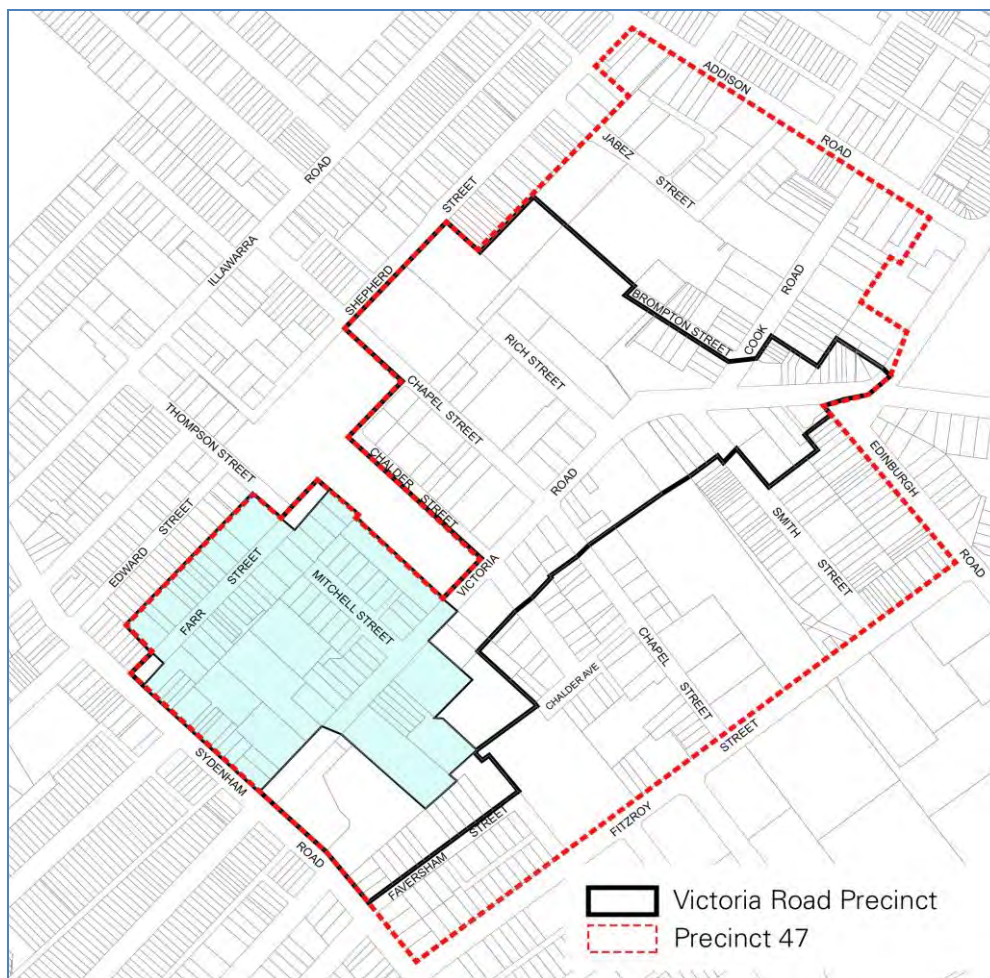 ADDISON
ROAD
JABEZ
STREET
ROAD
STREET
ILLAWARRA
SHEPHERD
ROAD
BROMPTON STREET
COOK
RICH STREET
CHAPEL STREET
THOMPSON STREET
CHALDER STREET
ROAD
EDINBURGH
ROAD
SMITH
STREET
EDWARD STREET
STREET
FARR
MITCHELL STREET
VICTORIA
CHAPEL
STREET
CHALDER AVE
SYDENHAM
ROAD
STREET
FITZROY
STREET
FAVERSHAM
Victoria Road Precinct
Precinct 47